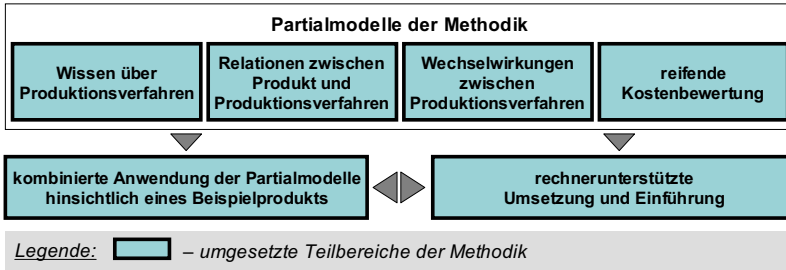 Partialmodelle der Methodik
Wissen über
Produktionsverfahren
Relationen zwischen
Produkt und
Produktionsverfahren
Wechselwirkungen
zwischen
Produktionsverfahren
reifende
Kostenbewertung
kombinierte Anwendung der Partialmodelle
hinsichtlich eines Beispielprodukts
rechnerunterstützte
Umsetzung und Einführung
Legende: – umgesetzte Teilbereiche der Methodik